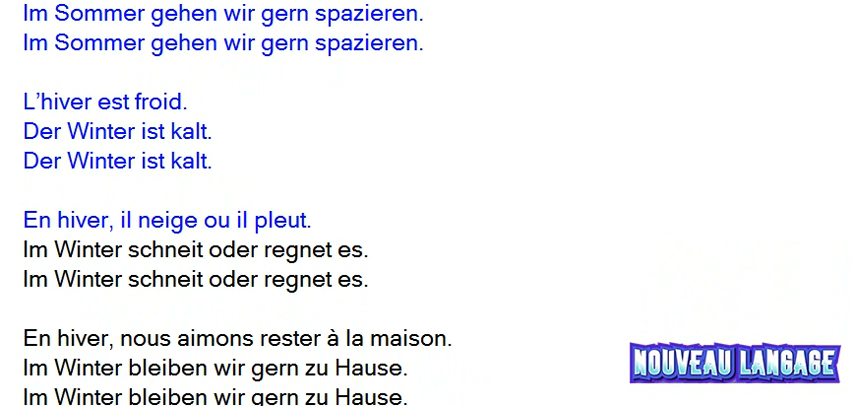 Im Sommer gehen wir gern spazieren.
Im Sommer gehen wir gern spazieren.
L'hiver est froid.
Der Winter ist kalt.
Der Winter ist kalt.
En hiver, il neige ou il pleut.
Im Winter schneit oder regnet es.
Im Winter schneit oder regnet es.
En hiver, nous aimons rester à la maison.
Im Winter bleiben wir gern zu Hause.
Im Winter bleiben wir gern zu Hause.
NOUVEAU LANGAGE